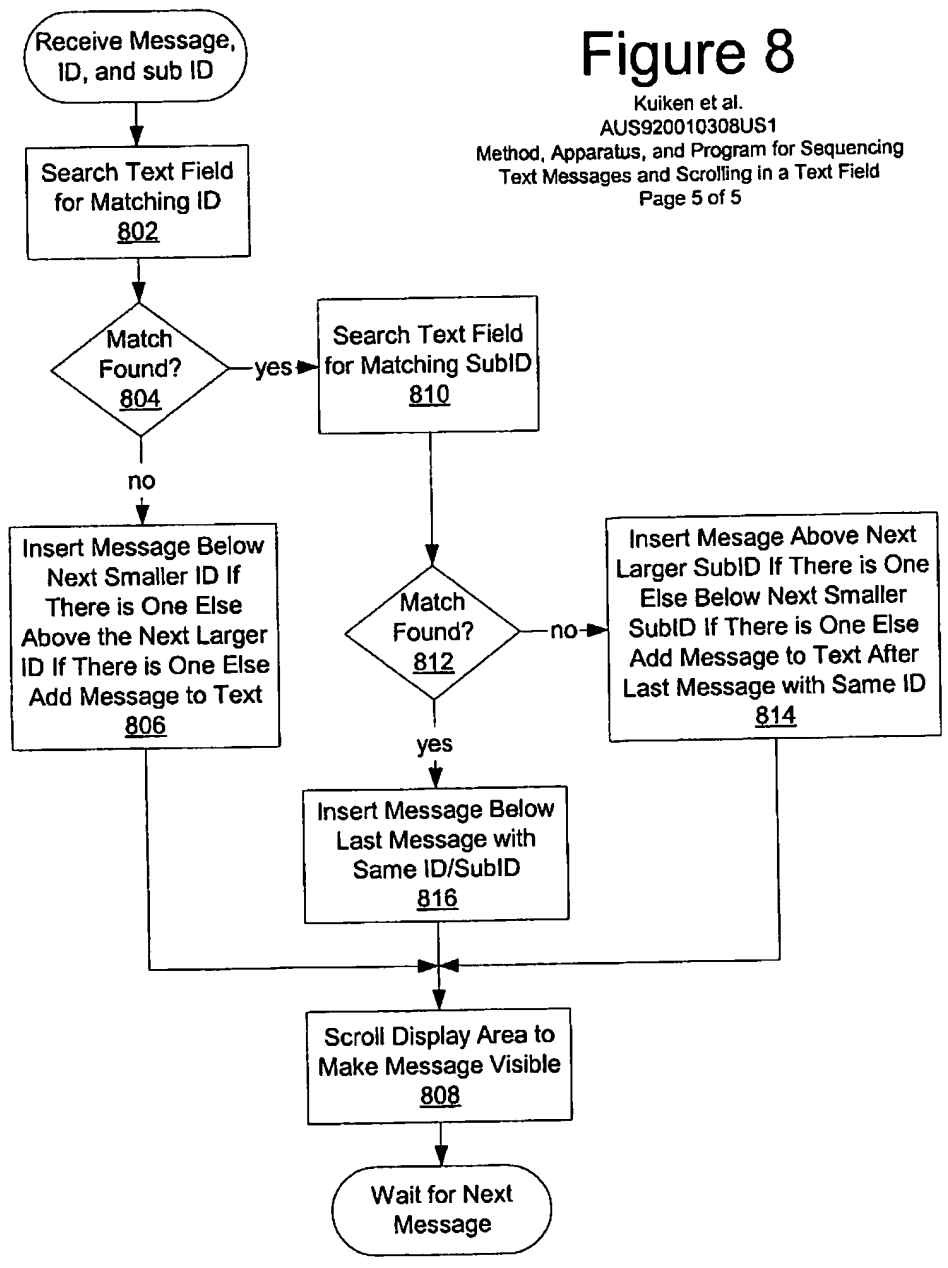 Receive Message,
ID, and sub ID
Figure 8
Kuiken et al.
AUS920010308US1
Method, Apparatus, and Program for Sequencing
Text Messages and Scrolling in a Text Field
Page 5 of 5
Search Text Field
for Matching ID
802
Match
Found?
804
yes
Search Text Field
for Matching SubID
810
no
Insert Message Below
Next Smaller ID If
There is One Else
Above the Next Larger
ID If There is One Else
Add Message to Text
806
Match
Found?
812
no
Insert Mesage Above Next
Larger SubID If There is One
Else Below Next Smaller
SubID If There is One Else
Add Message to Text After
Last Message with Same ID
814
yes
Insert Message Below
Last Message with
Same ID/SubID
816
Scroll Display Area to
Make Message Visible
808
Wait for Next
Message